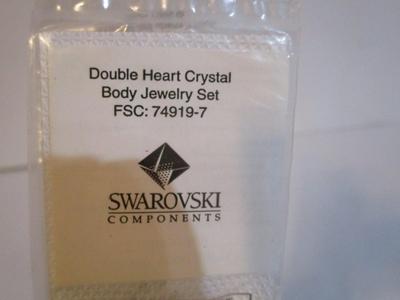 Double Heart Crystal
Body Jewelry Set
FSC: 74919-7
SWAROVSKI
COMPONENTS